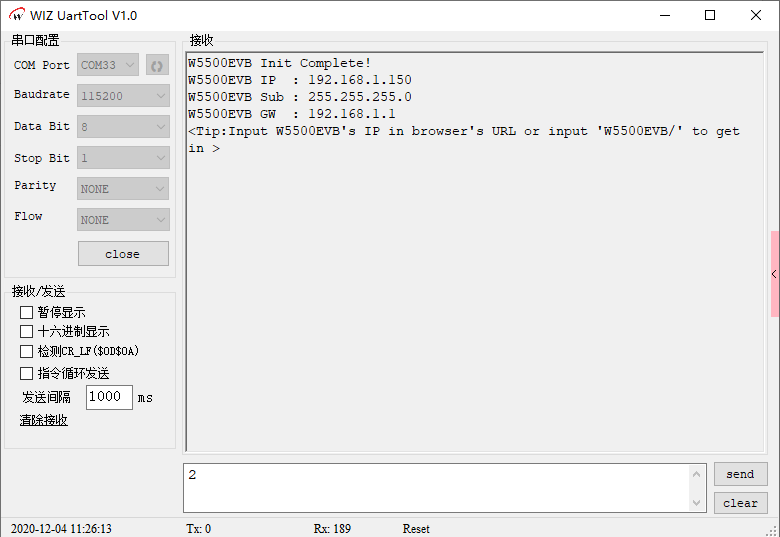 WIZ UartTool V1.0
串口配置
COM Port COM33
Baudrate 115200
Data Bit 8
Stop Bit 1
Parity NONE
Flow NONE
close
接收/发送
暂停显示
十六进制显示
检测CR_LF($0D$0A)
指令循环发送
发送间隔 1000 ms
清除接收
接收
W5500EVB Init Complete!
W5500EVB IP : 192.168.1.150
W5500EVB Sub : 255.255.255.0
W5500EVB GW : 192.168.1.1
<Tip:Input W5500EVB's IP in browser's URL or input 'W5500EVB/' to get
in >
2
send
clear
2020-12-04 11:26:13 Tx: 0 Rx: 189 Reset